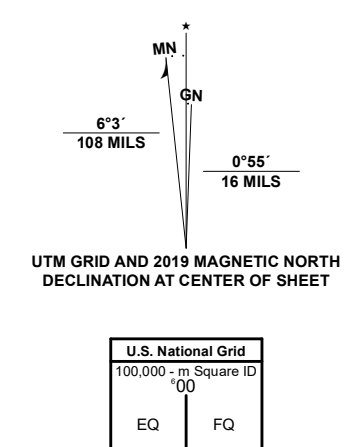 ★
MN
GN
6°3´
108 MILS
0°55´
16 MILS
UTM GRID AND 2019 MAGNETIC NORTH
DECLINATION AT CENTER OF SHEET
U.S. National Grid
100,000 - m Square ID
⁶00
EQ FQ